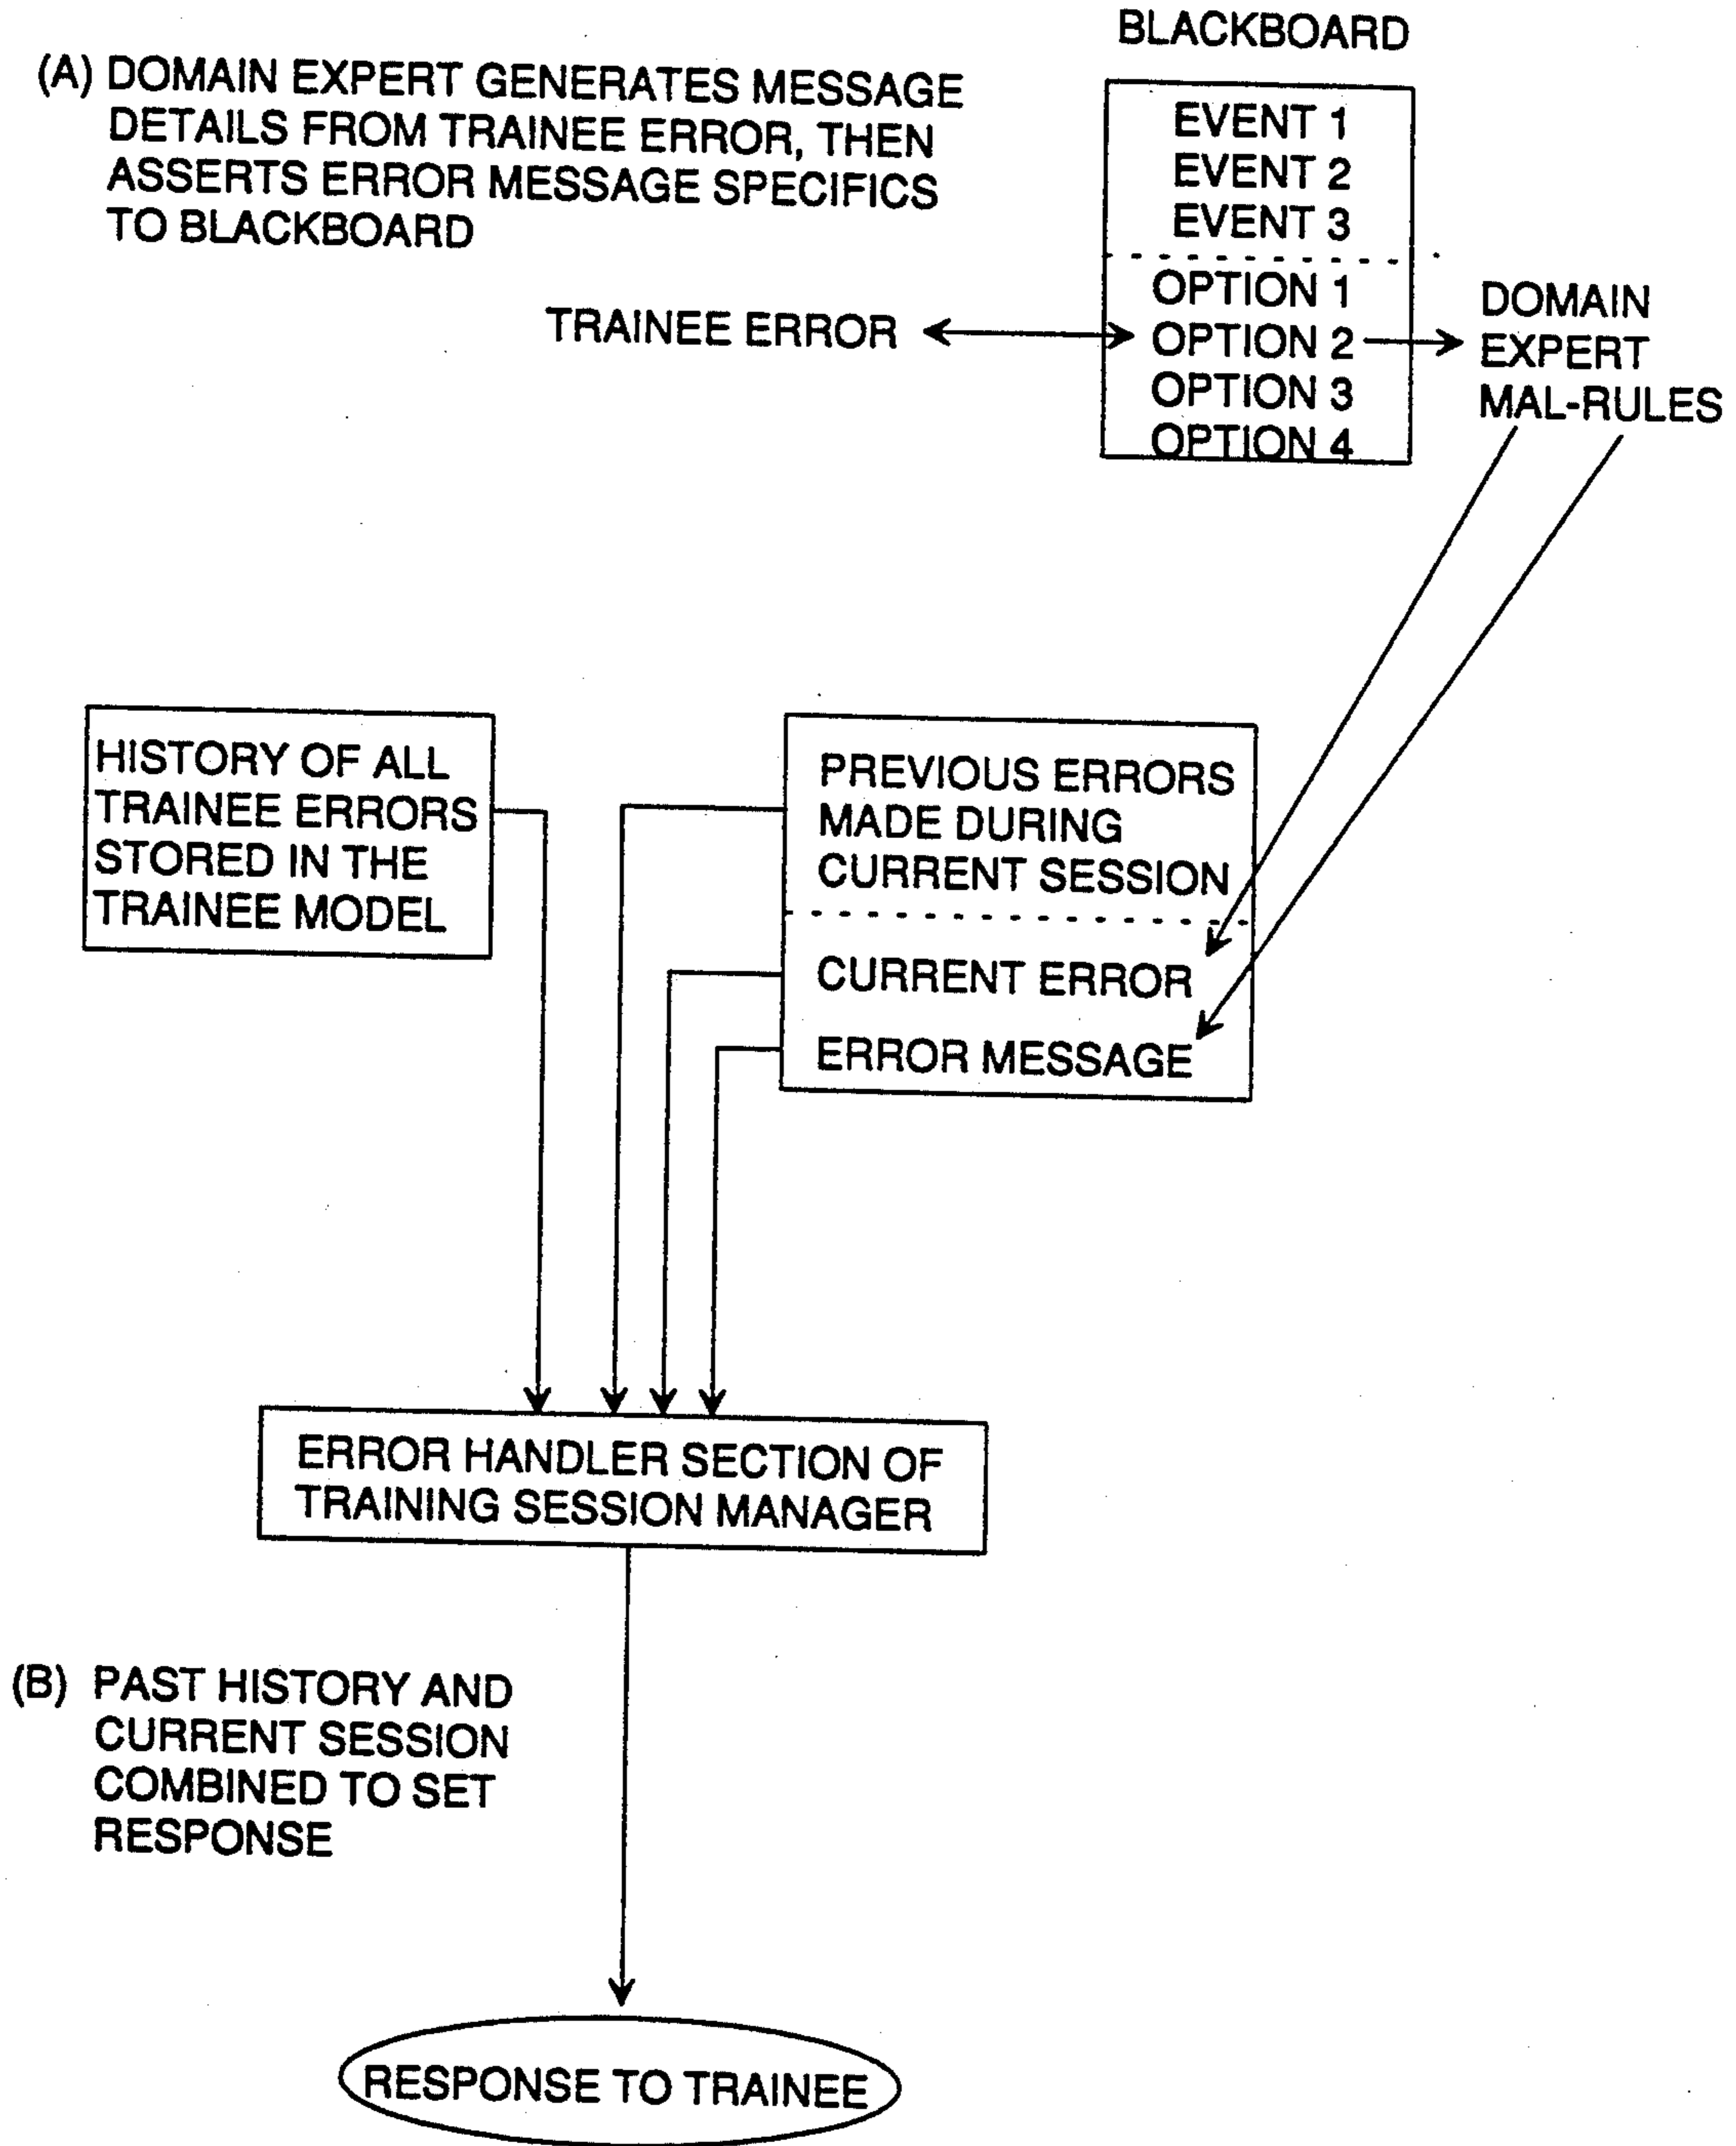 BLACKBOARD
(A) DOMAIN EXPERT GENERATES MESSAGE
DETAILS FROM TRAINEE ERROR, THEN
ASSERTS ERROR MESSAGE SPECIFICS
TO BLACKBOARD
EVENT 1
EVENT 2
EVENT 3
OPTION 1
OPTION 2
OPTION 3
OPTION 4
TRAINEE ERROR
DOMAIN
EXPERT
MAL-RULES
HISTORY OF ALL
TRAINEE ERRORS
STORED IN THE
TRAINEE MODEL
PREVIOUS ERRORS
MADE DURING
CURRENT SESSION
CURRENT ERROR
ERROR MESSAGE
ERROR HANDLER SECTION OF
TRAINING SESSION MANAGER
(B) PAST HISTORY AND
CURRENT SESSION
COMBINED TO SET
RESPONSE
RESPONSE TO TRAINEE